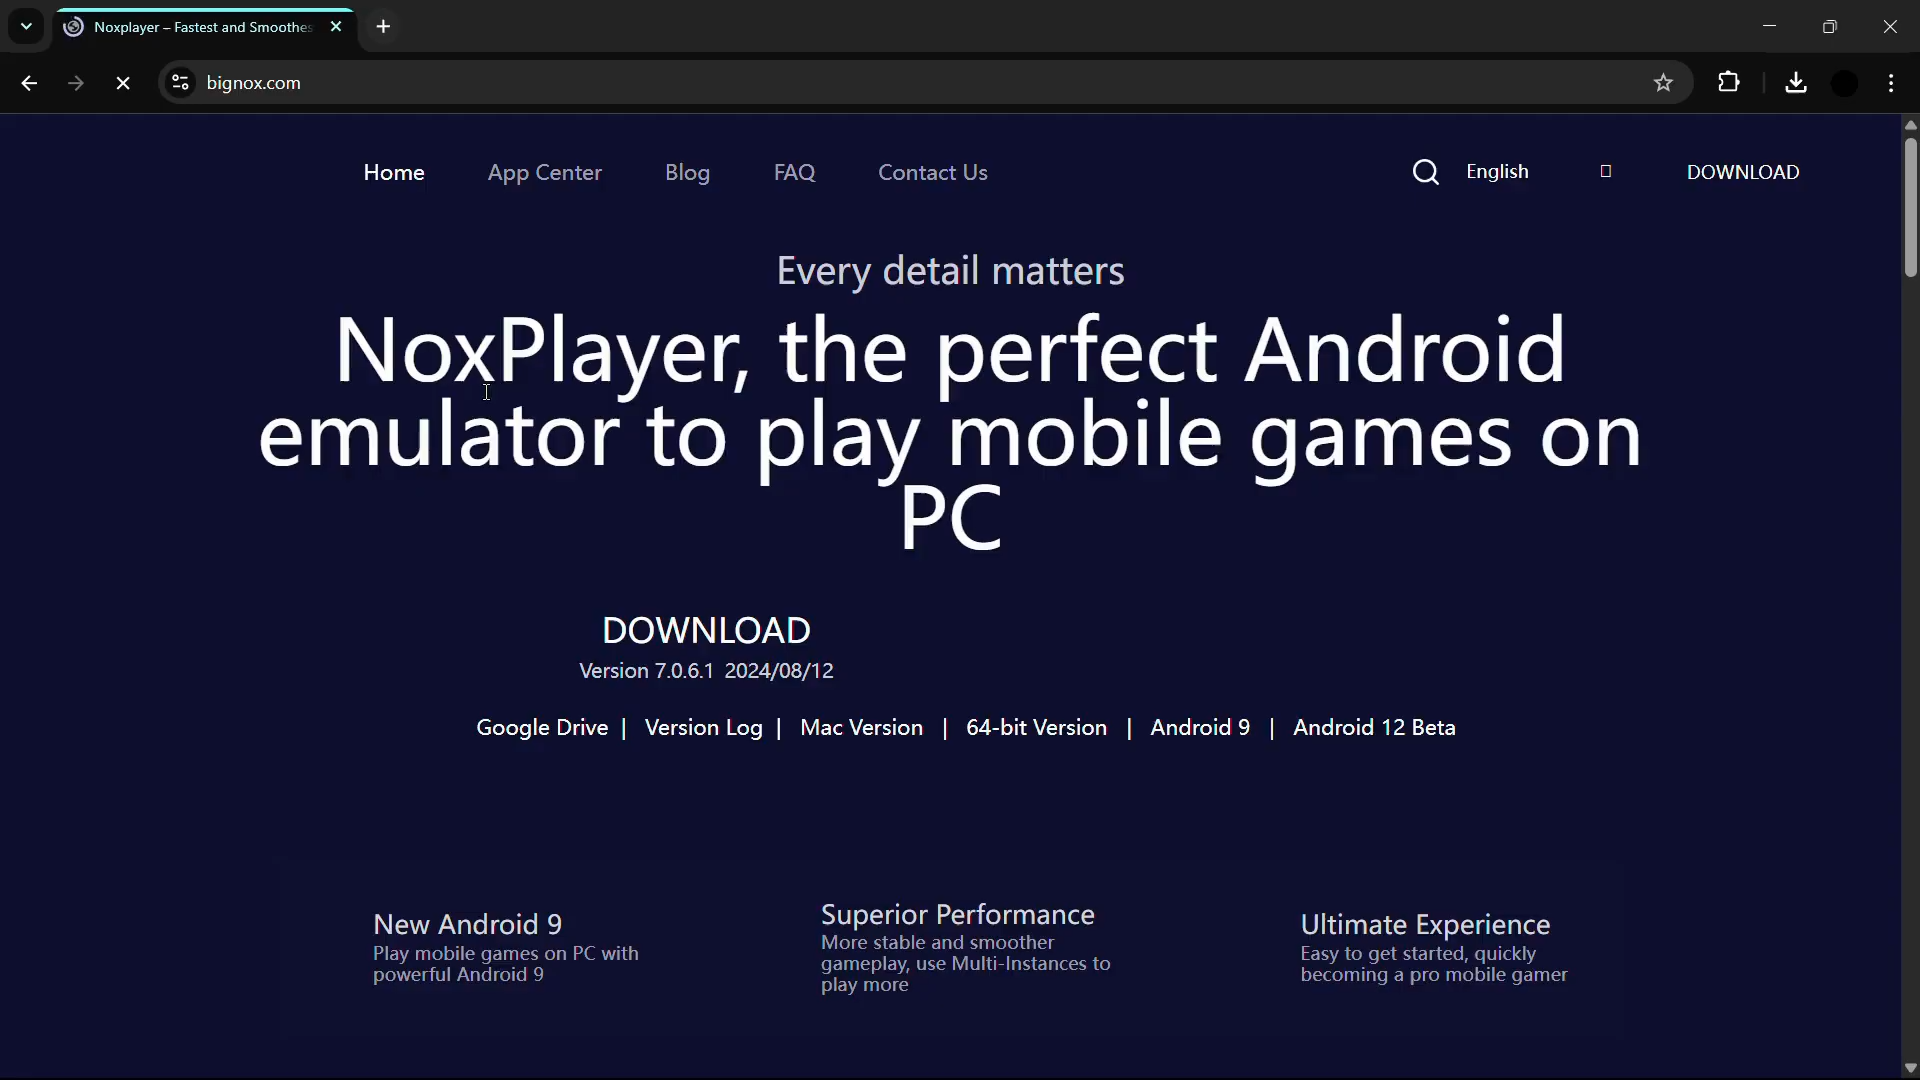 Noxplayer – Fastest and Smoothes
bignox.com
Home App Center Blog FAQ Contact Us English DOWNLOAD
Every detail matters
NoxPlayer, the perfect Android
emulator to play mobile games on
PC
DOWNLOAD
Version 7.0.6.1 2024/08/12
Google Drive | Version Log | Mac Version | 64-bit Version | Android 9 | Android 12 Beta
New Android 9
Play mobile games on PC with
powerful Android 9
Superior Performance
More stable and smoother
gameplay, use Multi-Instances to
play more
Ultimate Experience
Easy to get started, quickly
becoming a pro mobile gamer